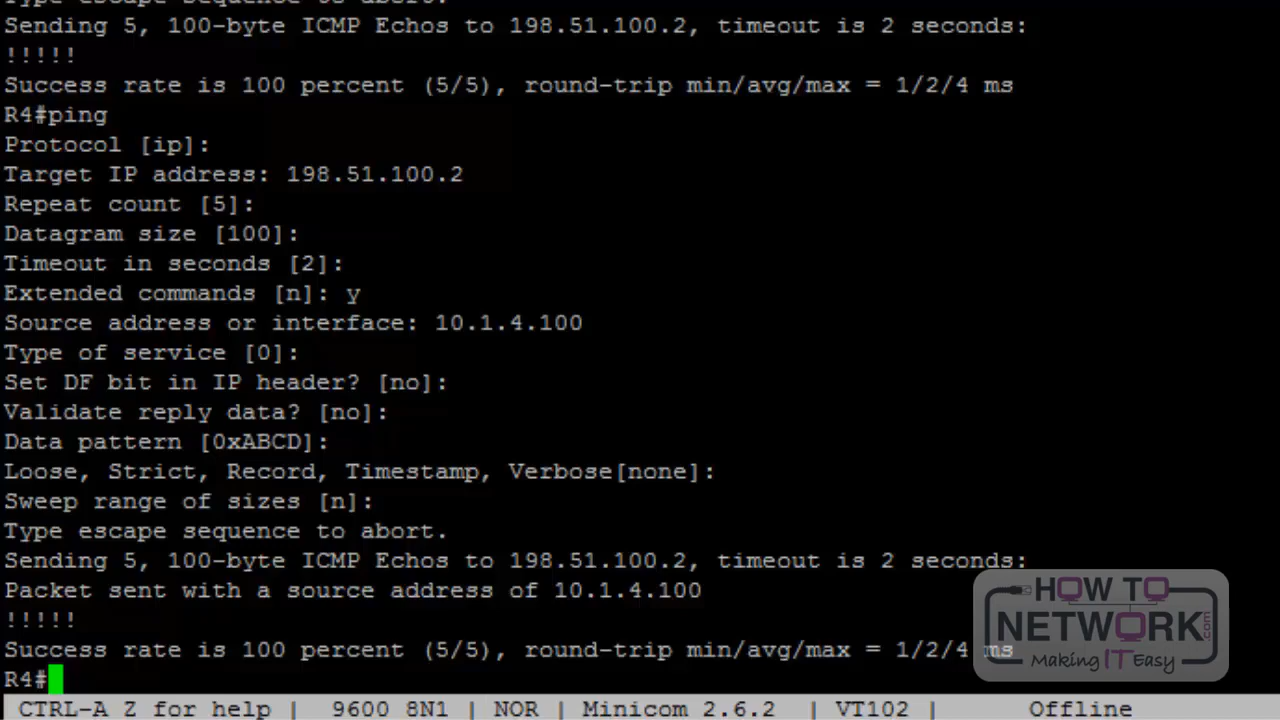 Type escape sequence to abort.
Sending 5, 100-byte ICMP Echos to 198.51.100.2, timeout is 2 seconds:
!!!!!
Success rate is 100 percent (5/5), round-trip min/avg/max = 1/2/4 ms
R4#ping
Protocol [ip]:
Target IP address: 198.51.100.2
Repeat count [5]:
Datagram size [100]:
Timeout in seconds [2]:
Extended commands [n]: y
Source address or interface: 10.1.4.100
Type of service [0]:
Set DF bit in IP header? [no]:
Validate reply data? [no]:
Data pattern [0xABCD]:
Loose, Strict, Record, Timestamp, Verbose[none]:
Sweep range of sizes [n]:
Type escape sequence to abort.
Sending 5, 100-byte ICMP Echos to 198.51.100.2, timeout is 2 seconds:
Packet sent with a source address of 10.1.4.100
!!!!!
Success rate is 100 percent (5/5), round-trip min/avg/max = 1/2/4 ms
R4#
HOW TO
NETWORK.com
Making IT Easy
CTRL-A Z for help | 9600 8N1 | NOR | Minicom 2.6.2 | VT102 | Offline